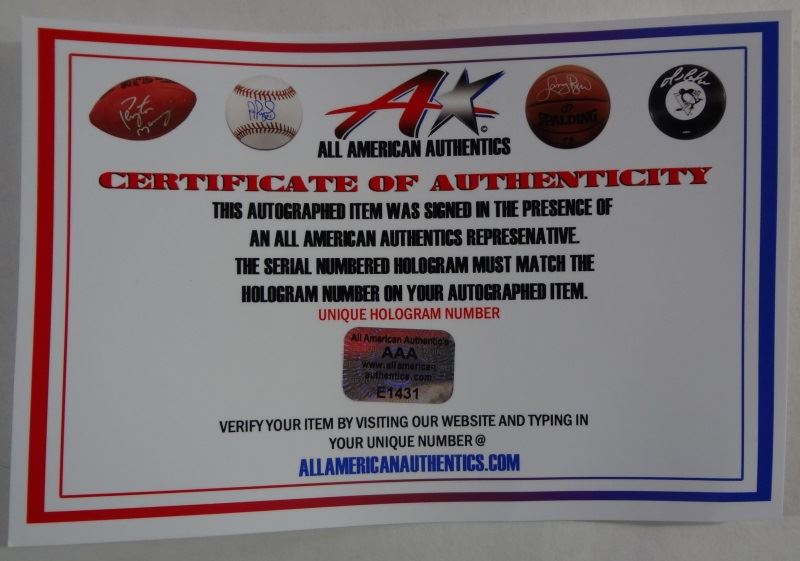 SPALDING
ALL AMERICAN AUTHENTICS
CERTIFICATE OF AUTHENTICITY
THIS AUTOGRAPHED ITEM WAS SIGNED IN THE PRESENCE OF
AN ALL AMERICAN AUTHENTICS REPRESENATIVE.
THE SERIAL NUMBERED HOLOGRAM MUST MATCH THE
HOLOGRAM NUMBER ON YOUR AUTOGRAPHED ITEM.
UNIQUE HOLOGRAM NUMBER
All American Authentic's
AAA
www.allamerican
authentics.com
E1431
VERIFY YOUR ITEM BY VISITING OUR WEBSITE AND TYPING IN
YOUR UNIQUE NUMBER @
ALLAMERICANAUTHENTICS.COM